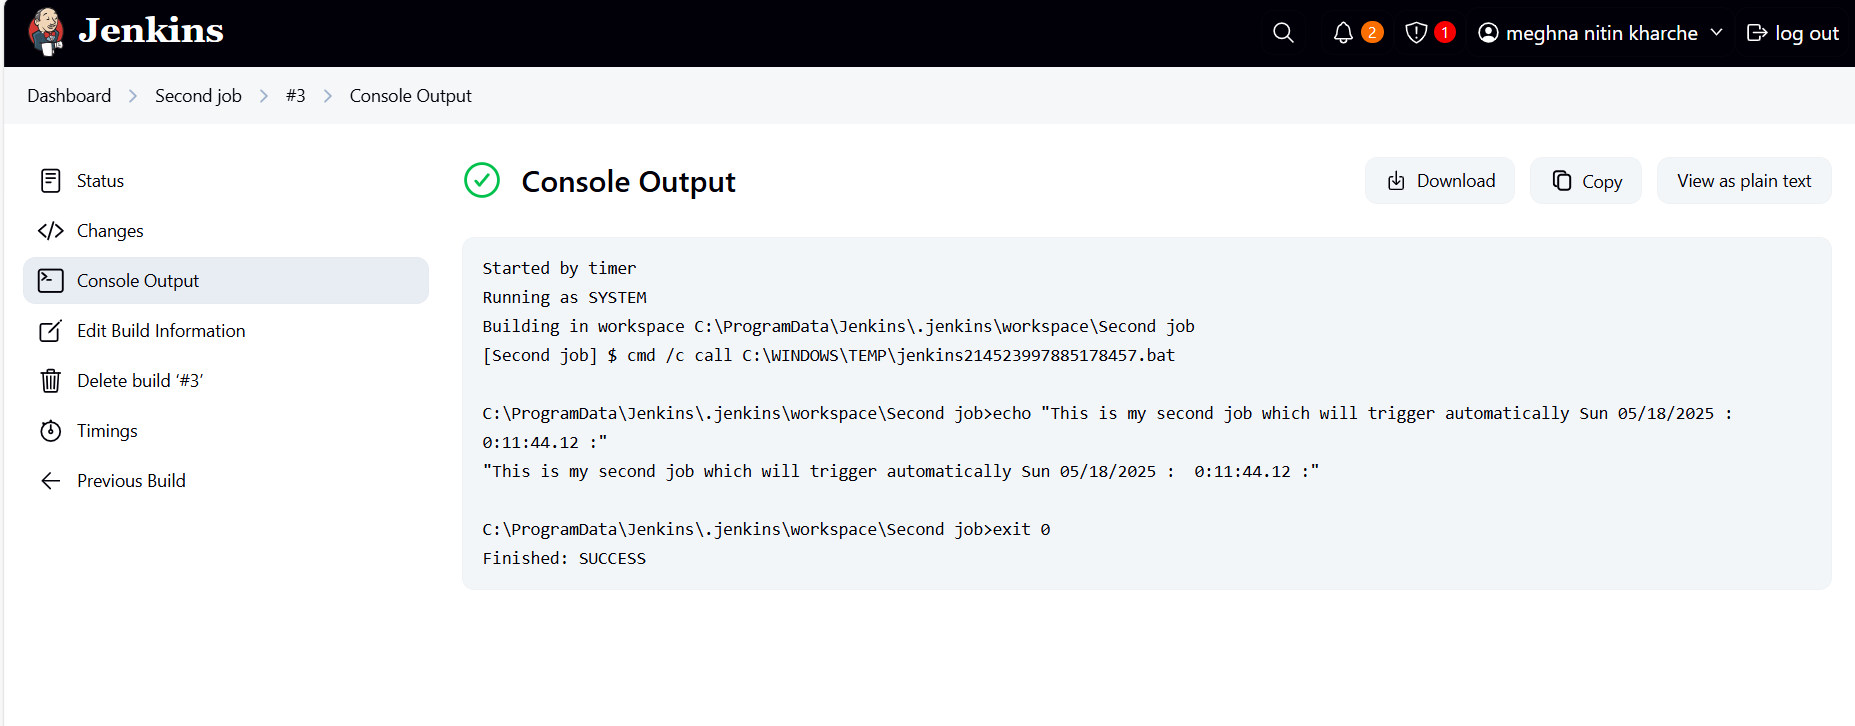 Jenkins
2
1
meghna nitin kharche
log out
Dashboard
Second job
#3
Console Output
Status
Changes
Console Output
Edit Build Information
Delete build ‘#3’
Timings
Previous Build
Console Output
Download
Copy
View as plain text
Started by timer
Running as SYSTEM
Building in workspace C:\ProgramData\Jenkins\.jenkins\workspace\Second job
[Second job] $ cmd /c call C:\WINDOWS\TEMP\jenkins214523997885178457.bat
C:\ProgramData\Jenkins\.jenkins\workspace\Second job>echo "This is my second job which will trigger automatically Sun 05/18/2025 :
0:11:44.12 :"
"This is my second job which will trigger automatically Sun 05/18/2025 :  0:11:44.12 :"
C:\ProgramData\Jenkins\.jenkins\workspace\Second job>exit 0
Finished: SUCCESS